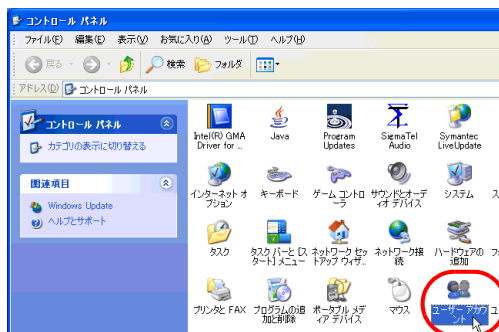 コントロール パネル
ファイル(F) 編集(E) 表示(V) お気に入り(A) ツール(T) ヘルプ(H)
戻る 検索 フォルダ
アドレス(D) コントロール パネル
コントロール パネル
カテゴリの表示に切り替える
関連項目
Windows Update
ヘルプとサポート
Intel(R) GMA Driver for ...
Java
Program Updates
SigmaTel Audio
Symantec LiveUpdate
インターネット オプション
キーボード
ゲーム コントローラ
サウンドとオーディオ デバイス
システム
ス
タスク
タスク バーと [スタート] メニュー
ネットワーク セットアップ ウィザ...
ネットワーク接続
ハードウェアの追加
プリンタと FAX
プログラムの追加と削除
ポータブル メディア デバイス
マウス
ユーザー アカウント
ユ